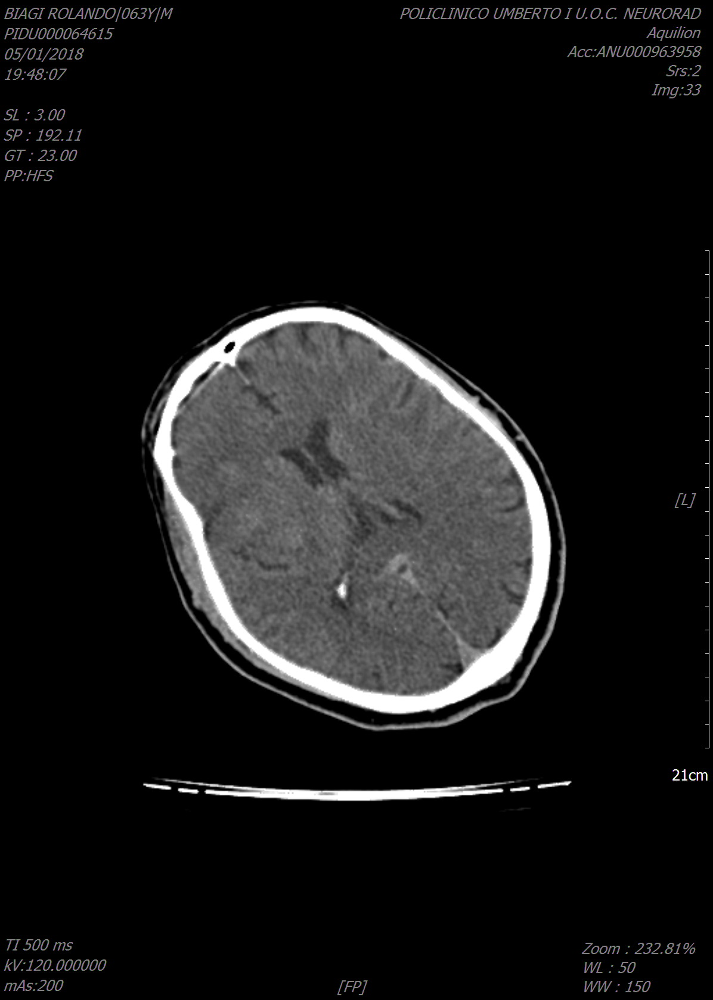 BIAGI ROLANDO|063Y|M
PIDU000064615
05/01/2018
19:48:07
SL : 3.00
SP : 192.11
GT : 23.00
PP:HFS
POLICLINICO UMBERTO I U.O.C. NEURORAD
Aquilion
Acc:ANU000963958
Srs:2
Img:33
[L]
21cm
TI 500 ms
kV:120.000000
mAs:200
[FP]
Zoom : 232.81%
WL : 50
WW : 150